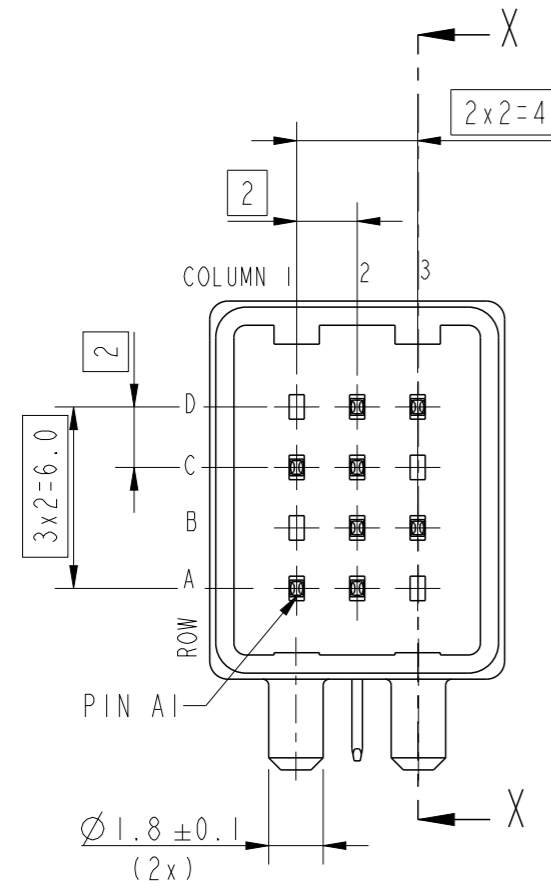 X
2x2=4
2
COLUMN 1 2 3
2
3x2=6.0
D
C
B
A
ROW
PIN A1
Ø1.8 ±0.1
(2x)
X